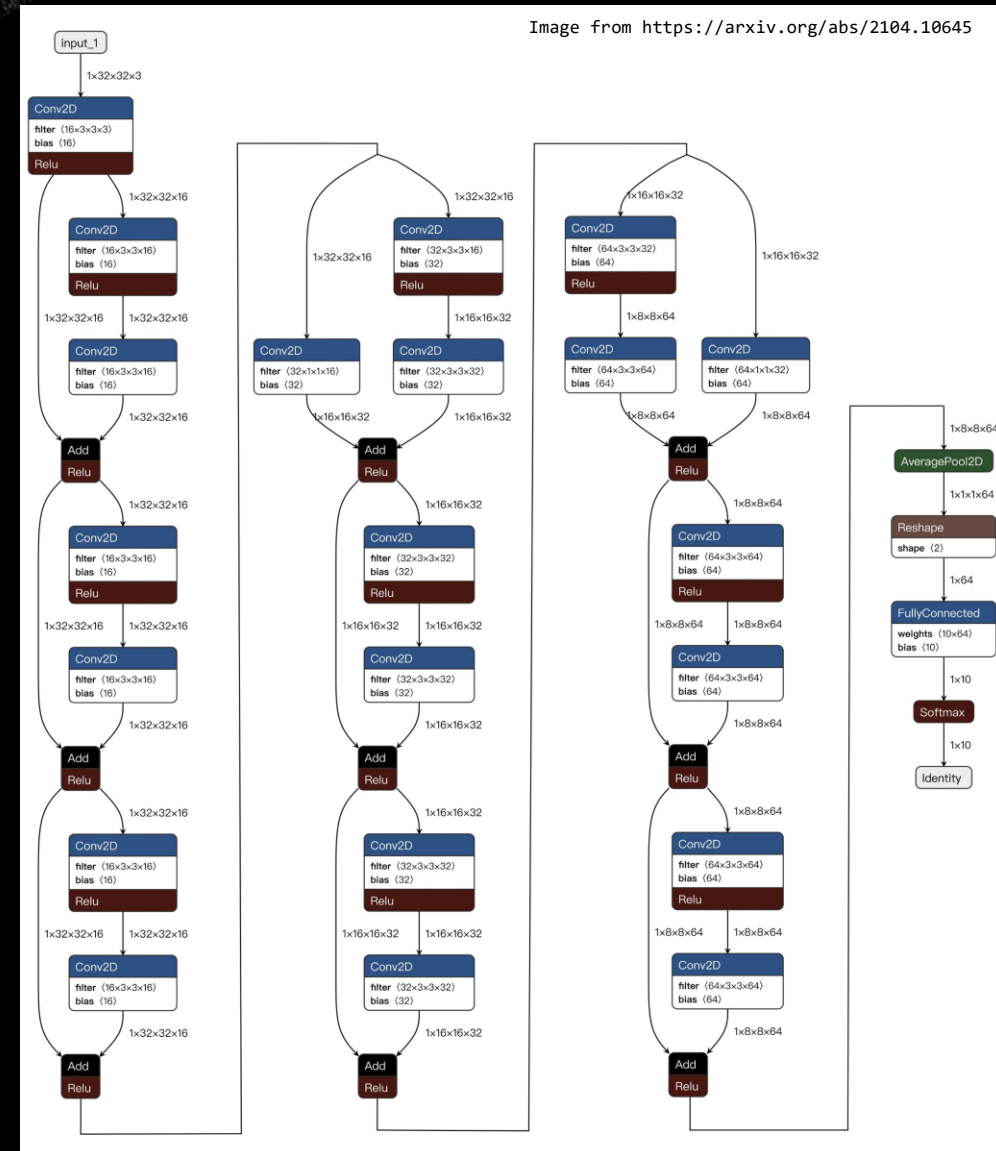 Image from https://arxiv.org/abs/2104.10645
input_1
1×32×32×3
Conv2D
filter ⟨16×3×3×3⟩
bias ⟨16⟩
Relu
1×32×32×16
Conv2D
filter ⟨16×3×3×16⟩
bias ⟨16⟩
Relu
1×32×32×16 1×32×32×16
Conv2D
filter ⟨16×3×3×16⟩
bias ⟨16⟩
1×32×32×16
Add
Relu
1×32×32×16
Conv2D
filter ⟨16×3×3×16⟩
bias ⟨16⟩
Relu
1×32×32×16 1×32×32×16
Conv2D
filter ⟨16×3×3×16⟩
bias ⟨16⟩
1×32×32×16
Add
Relu
1×32×32×16
Conv2D
filter ⟨16×3×3×16⟩
bias ⟨16⟩
Relu
1×32×32×16 1×32×32×16
Conv2D
filter ⟨16×3×3×16⟩
bias ⟨16⟩
1×32×32×16
Add
Relu
1×32×32×16
Conv2D
filter ⟨32×3×3×16⟩
bias ⟨32⟩
Relu
1×32×32×16
1×16×16×32
Conv2D
filter ⟨32×1×1×16⟩
bias ⟨32⟩
Conv2D
filter ⟨32×3×3×32⟩
bias ⟨32⟩
1×16×16×32 1×16×16×32
Add
Relu
1×16×16×32
Conv2D
filter ⟨32×3×3×32⟩
bias ⟨32⟩
Relu
1×16×16×32 1×16×16×32
Conv2D
filter ⟨32×3×3×32⟩
bias ⟨32⟩
1×16×16×32
Add
Relu
1×16×16×32
Conv2D
filter ⟨32×3×3×32⟩
bias ⟨32⟩
Relu
1×16×16×32 1×16×16×32
Conv2D
filter ⟨32×3×3×32⟩
bias ⟨32⟩
1×16×16×32
Add
Relu
1×16×16×32
Conv2D
filter ⟨64×3×3×32⟩
bias ⟨64⟩
Relu
1×16×16×32
1×8×8×64
Conv2D
filter ⟨64×3×3×64⟩
bias ⟨64⟩
Conv2D
filter ⟨64×1×1×32⟩
bias ⟨64⟩
1×8×8×64 1×8×8×64
Add
Relu
1×8×8×64
Conv2D
filter ⟨64×3×3×64⟩
bias ⟨64⟩
Relu
1×8×8×64 1×8×8×64
Conv2D
filter ⟨64×3×3×64⟩
bias ⟨64⟩
1×8×8×64
Add
Relu
1×8×8×64
Conv2D
filter ⟨64×3×3×64⟩
bias ⟨64⟩
Relu
1×8×8×64 1×8×8×64
Conv2D
filter ⟨64×3×3×64⟩
bias ⟨64⟩
1×8×8×64
Add
Relu
1×8×8×64
AveragePool2D
1×1×1×64
Reshape
shape ⟨2⟩
1×64
FullyConnected
weights ⟨10×64⟩
bias ⟨10⟩
1×10
Softmax
1×10
Identity